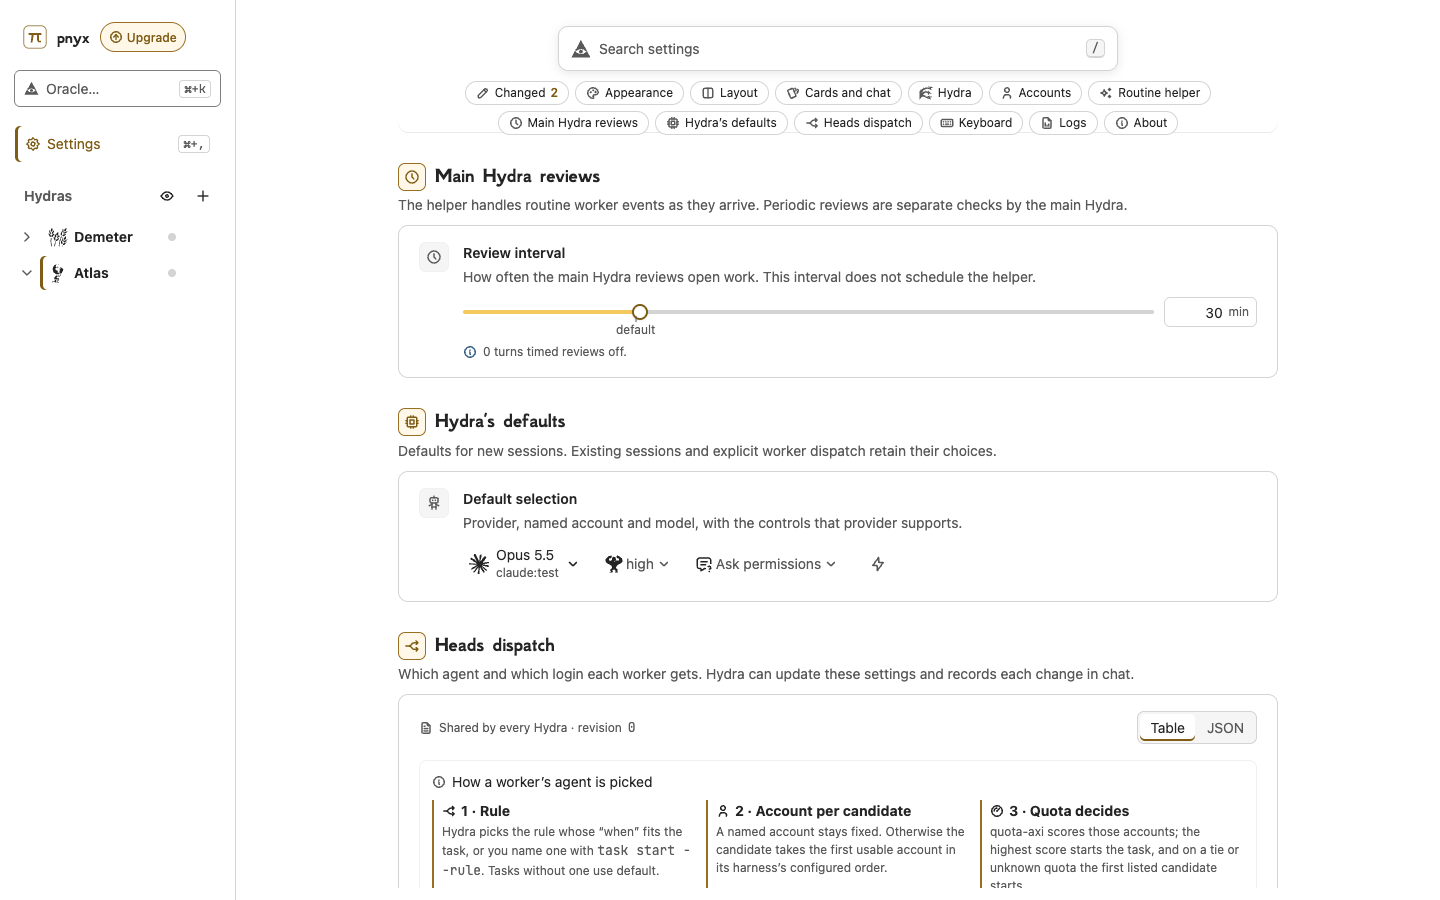 pnyx
Upgrade
Oracle...
⌘+K
Settings
⌘+,
Hydras
Demeter
Atlas
Search settings
/
Changed 2
Appearance
Layout
Cards and chat
Hydra
Accounts
Routine helper
Main Hydra reviews
Hydra's defaults
Heads dispatch
Keyboard
Logs
About
Main Hydra reviews
The helper handles routine worker events as they arrive. Periodic reviews are separate checks by the main Hydra.
Review interval
How often the main Hydra reviews open work. This interval does not schedule the helper.
30 min
default
0 turns timed reviews off.
Hydra's defaults
Defaults for new sessions. Existing sessions and explicit worker dispatch retain their choices.
Default selection
Provider, named account and model, with the controls that provider supports.
Opus 5.5
claude:test
high
Ask permissions
Heads dispatch
Which agent and which login each worker gets. Hydra can update these settings and records each change in chat.
Shared by every Hydra · revision 0
Table
JSON
How a worker's agent is picked
1 · Rule
Hydra picks the rule whose “when” fits the
task, or you name one with task start -
-rule. Tasks without one use default.
2 · Account per candidate
A named account stays fixed. Otherwise the
candidate takes the first usable account in
its harness's configured order.
3 · Quota decides
quota-axi scores those accounts; the
highest score starts the task, and on a tie or
unknown quota the first listed candidate
starts